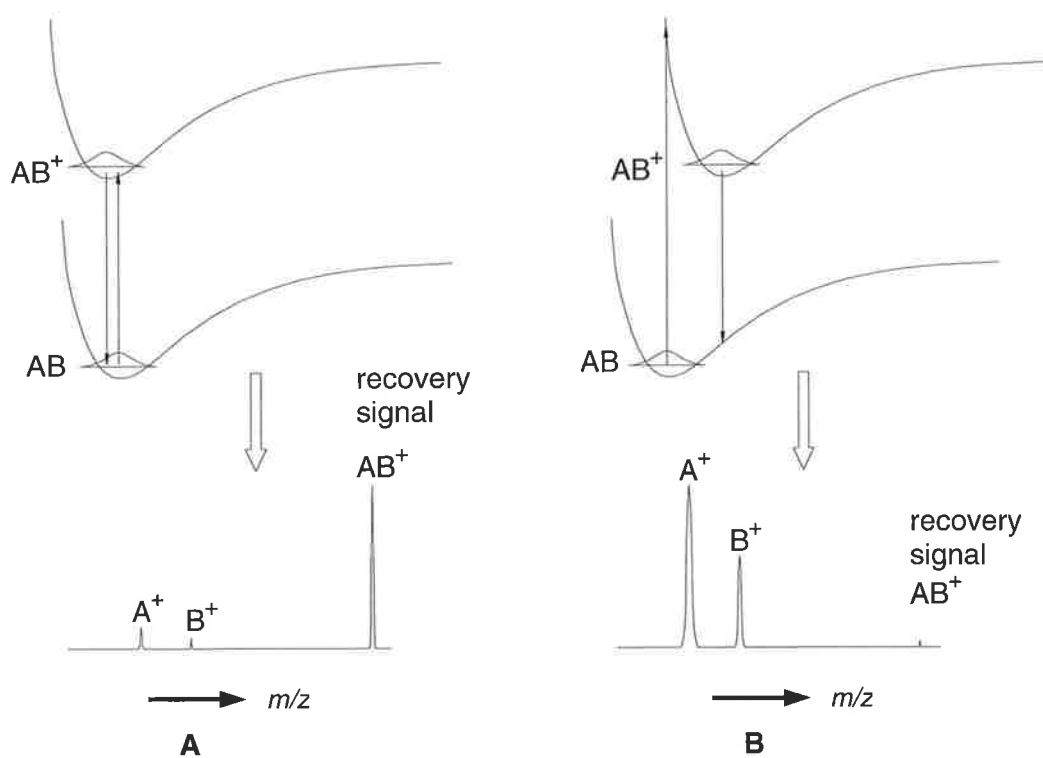 AB⁺
AB
recovery
signal
AB⁺
A⁺
B⁺
m/z
A
AB⁺
AB
A⁺
B⁺
recovery
signal
AB⁺
m/z
B